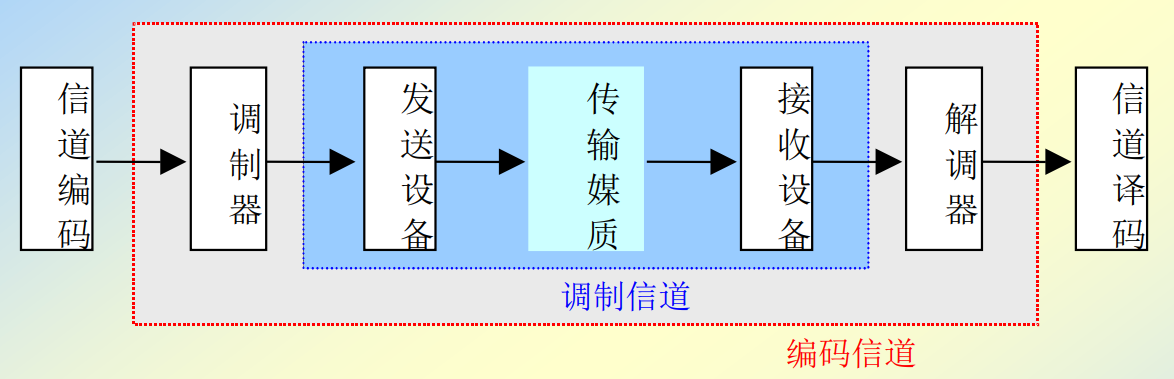 信道编码
调制器
发送设备
传输媒质
接收设备
解调器
信道译码
调制信道
编码信道